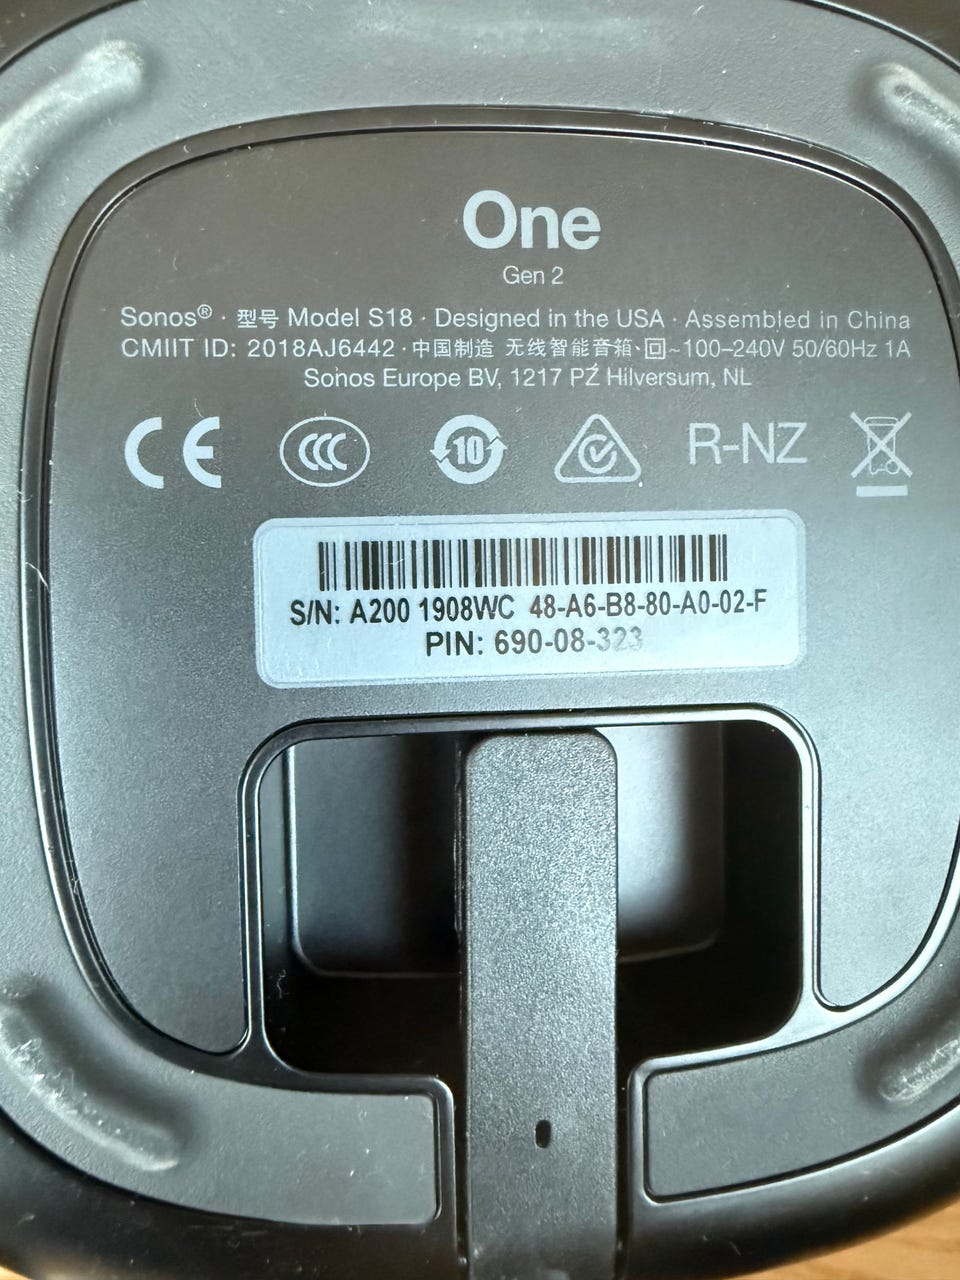 One
Gen 2
Sonos® · 型号 Model S18 · Designed in the USA · Assembled in China
CMIIT ID: 2018AJ6442 · 中国制造 无线智能音箱 · ⧈ ~ 100–240V 50/60Hz 1A
Sonos Europe BV, 1217 PZ Hilversum, NL
CE CCC 10 R-NZ
S/N: A200 1908WC 48-A6-B8-80-A0-02-F
PIN: 690-08-323